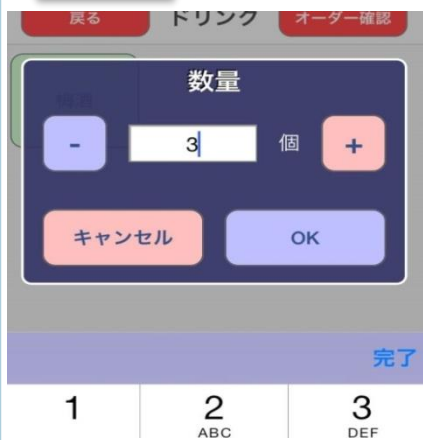 戻る ドリンク オーダー確認
数量
- 3 個 +
キャンセル OK
完了
1 2 3
ABC DEF